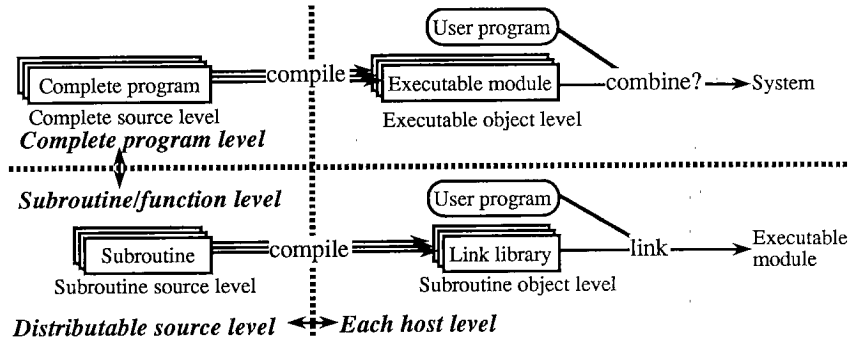 User program
Complete program
compile
Executable module
combine?
System
Complete source level
Executable object level
Complete program level
Subroutine/function level
User program
Subroutine
compile
Link library
link
Executable
module
Subroutine source level
Subroutine object level
Distributable source level
Each host level